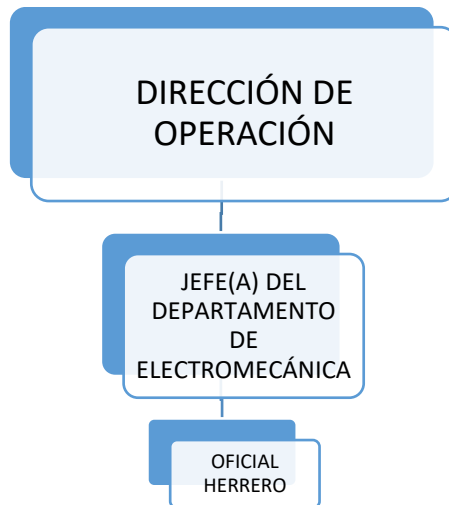 DIRECCIÓN DE
OPERACIÓN
JEFE(A) DEL
DEPARTAMENTO
DE
ELECTROMECÁNICA
OFICIAL
HERRERO